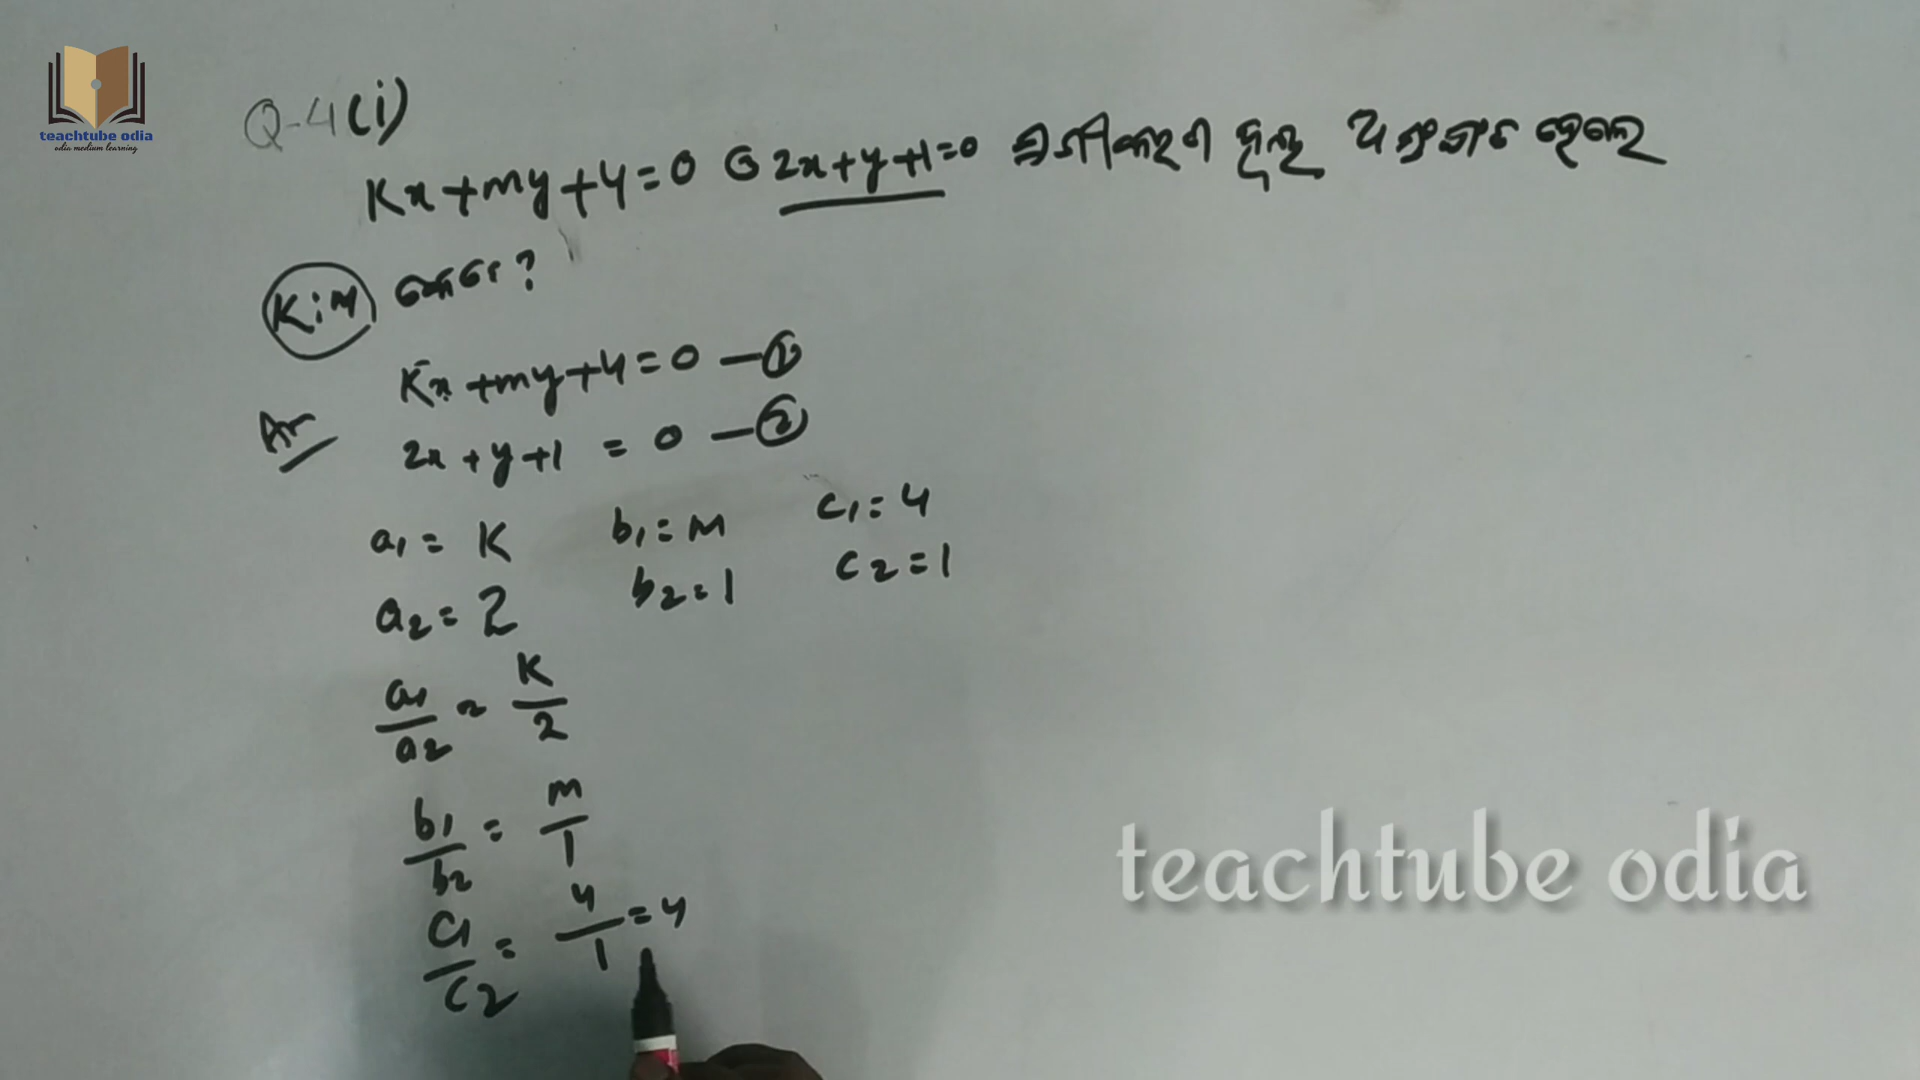 teachtube odia
odia medium learning
Q-4(i)
Kx+my+4=0 ଓ 2x+y+1=0 ସମୀକରଣ ଦ୍ୱୟ ଅସଙ୍ଗତ ହେଲେ
K:M କେତେ?
Kx+my+4=0 —①
Ans
2x+y+1 = 0 —②
a₁= K b₁=M c₁=4
a₂=2 b₂=1 c₂=1
a₁/a₂ = K/2
b₁/b₂ = m/1
c₁/c₂ = 4/1 =4
teachtube odia